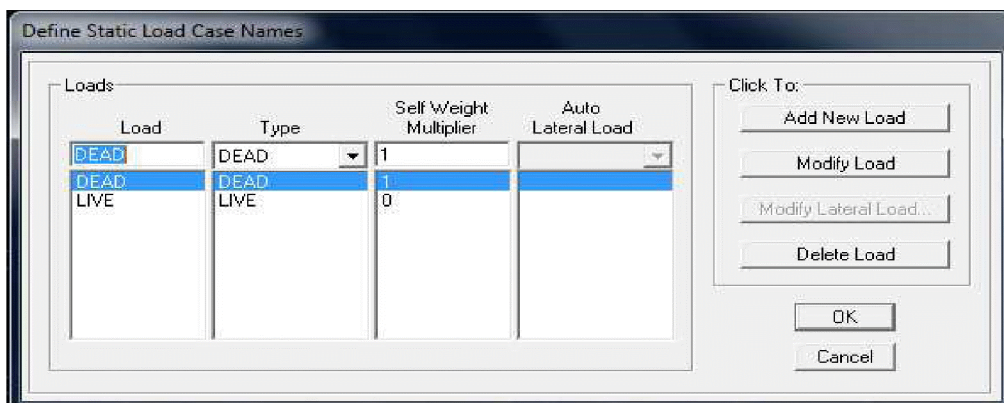 Define Static Load Case Names
Loads
Load Type Self Weight Multiplier Auto Lateral Load
DEAD DEAD 1
DEAD DEAD 1
LIVE LIVE 0
Click To:
Add New Load
Modify Load
Modify Lateral Load...
Delete Load
OK
Cancel